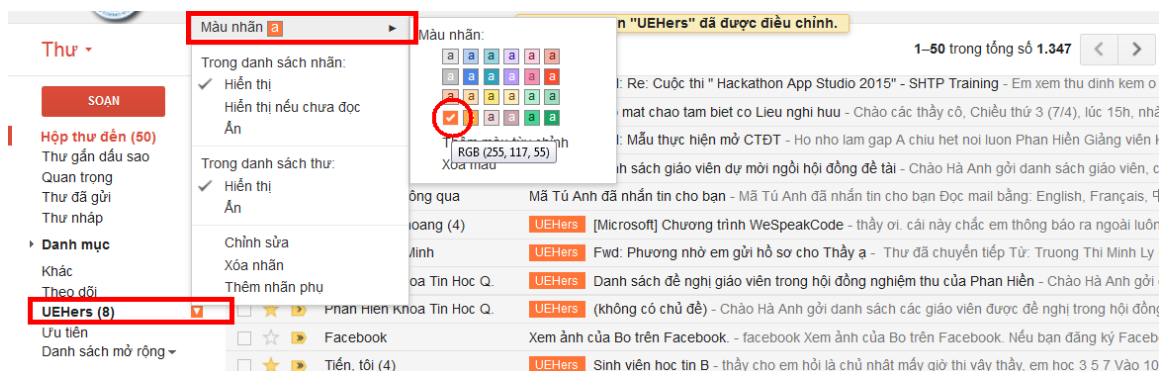 n "UEHers" đã được điều chỉnh.
Màu nhãn a
Màu nhãn:
Thư
1–50 trong tổng số 1.347
a a a a a a
a a a a a a
a a a a a a
a a a a a
RGB (255, 117, 55)
Trong danh sách nhãn:
Hiển thị
Hiển thị nếu chưa đọc
Ẩn
Trong danh sách thư:
Hiển thị
Ẩn
Chỉnh sửa
Xóa nhãn
Thêm nhãn phụ
SOẠN
Hộp thư đến (50)
Thư gắn dấu sao
Quan trọng
Thư đã gửi
Thư nháp
Danh mục
Khác
Theo dõi
UEHers (8)
Ưu tiên
Danh sách mở rộng
: Re: Cuộc thi " Hackathon App Studio 2015" - SHTP Training - Em xem thu dinh kem o
mat chao tam biet co Lieu nghi huu - Chào các thầy cô, Chiều thứ 3 (7/4), lúc 15h, nhà
: Mẫu thực hiện mở CTĐT - Ho nho lam gap A chiu het noi luon Phan Hiền Giảng viên
h sách giáo viên dự mời ngồi hội đồng đề tài - Chào Hà Anh gởi danh sách giáo viên, c
ông qua Mã Tú Anh đã nhắn tin cho bạn - Mã Tú Anh đã nhắn tin cho bạn Đọc mail bằng: English, Français,
hoang (4) UEHers [Microsoft] Chương trình WeSpeakCode - thầy ơi. cái này chắc em thông báo ra ngoài luôn
Minh UEHers Fwd: Phương nhờ em gửi hồ sơ cho Thầy ạ - Thư đã chuyển tiếp Từ: Truong Thi Minh Ly
oa Tin Hoc Q. UEHers Danh sách đề nghị giáo viên trong hội đồng nghiệm thu của Phan Hiền - Chào Hà Anh gởi
Phan Hien Khoa Tin Hoc Q. UEHers (không có chủ đề) - Chào Hà Anh gởi danh sách các giáo viên được đề nghị trong hội đồng
Facebook Xem ảnh của Bo trên Facebook. - facebook Xem ảnh của Bo trên Facebook. Nếu bạn đăng ký Faceb
Tiến, tôi (4) UEHers Sinh viên học tin B - thầy cho em hỏi là chủ nhật mấy giờ thi vậy thầy, em học 3 5 7 Vào 10